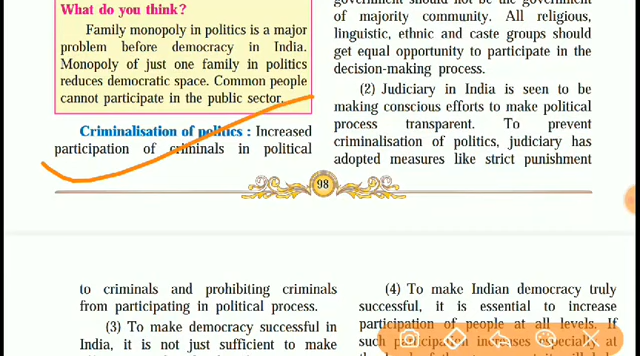 What do you think?
Family monopoly in politics is a major
problem before democracy in India.
Monopoly of just one family in politics
reduces democratic space. Common people
cannot participate in the public sector.
Criminalisation of politics : Increased
participation of criminals in political
of majority community. All religious,
linguistic, ethnic and caste groups should
get equal opportunity to participate in the
decision-making process.
(2) Judiciary in India is seen to be
making conscious efforts to make political
process transparent. To prevent
criminalisation of politics, judiciary has
adopted measures like strict punishment
98
to criminals and prohibiting criminals
from participating in political process.
(3) To make democracy successful in
India, it is not just sufficient to make
(4) To make Indian democracy truly
successful, it is essential to increase
participation of people at all levels. If
such participation increases especially at